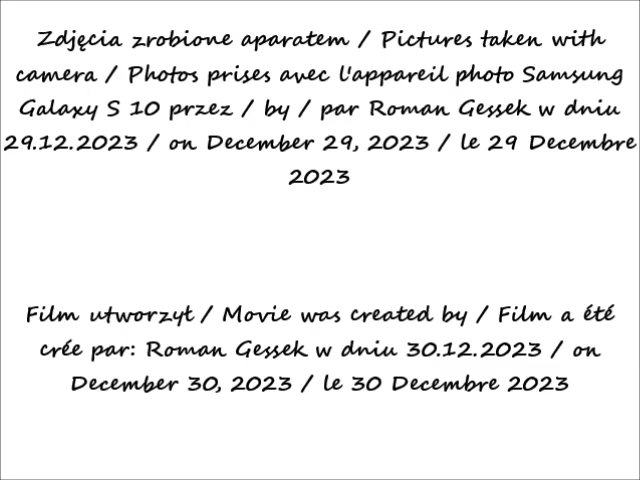 Zdjęcia zrobione aparatem / Pictures taken with
camera / Photos prises avec l'appareil photo Samsung
Galaxy S 10 przez / by / par Roman Gessek w dniu
29.12.2023 / on December 29, 2023 / le 29 Decembre
2023
Film utworzył / Movie was created by / Film a été
crée par: Roman Gessek w dniu 30.12.2023 / on
December 30, 2023 / le 30 Decembre 2023